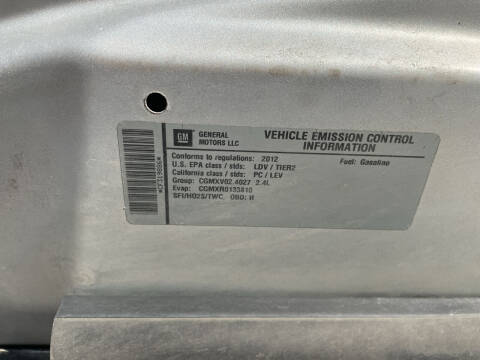 GM
GENERAL
MOTORS LLC
VEHICLE EMISSION CONTROL
INFORMATION
Conforms to regulations: 2012
Fuel: Gasoline
U.S. EPA class / stds: LDV / TIER2
California class / stds: PC / LEV
Group: CGMXV02.4027 2.4L
Evap: CGMXR0133810
SFI/HO2S/TWC, OBD: II